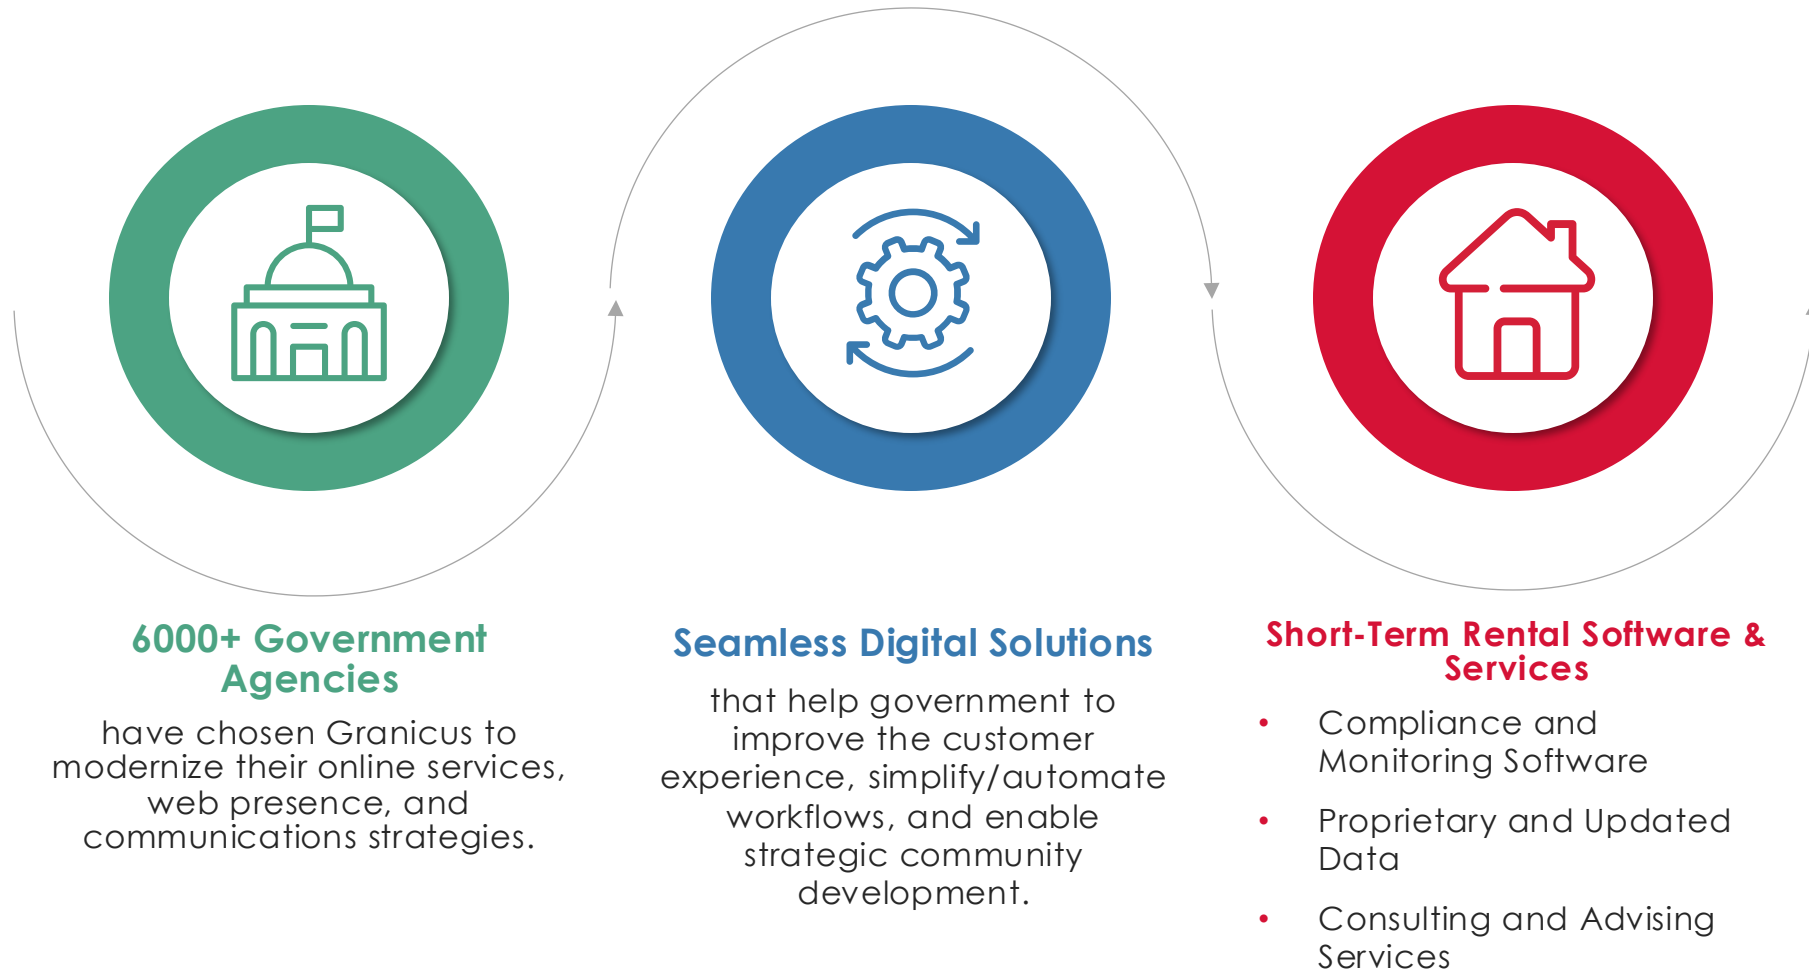 6000+ Government
Agencies
have chosen Granicus to
modernize their online services,
web presence, and
communications strategies.
Seamless Digital Solutions
that help government to
improve the customer
experience, simplify/automate
workflows, and enable
strategic community
development.
Short-Term Rental Software &
Services
• Compliance and
Monitoring Software
• Proprietary and Updated
Data
• Consulting and Advising
Services